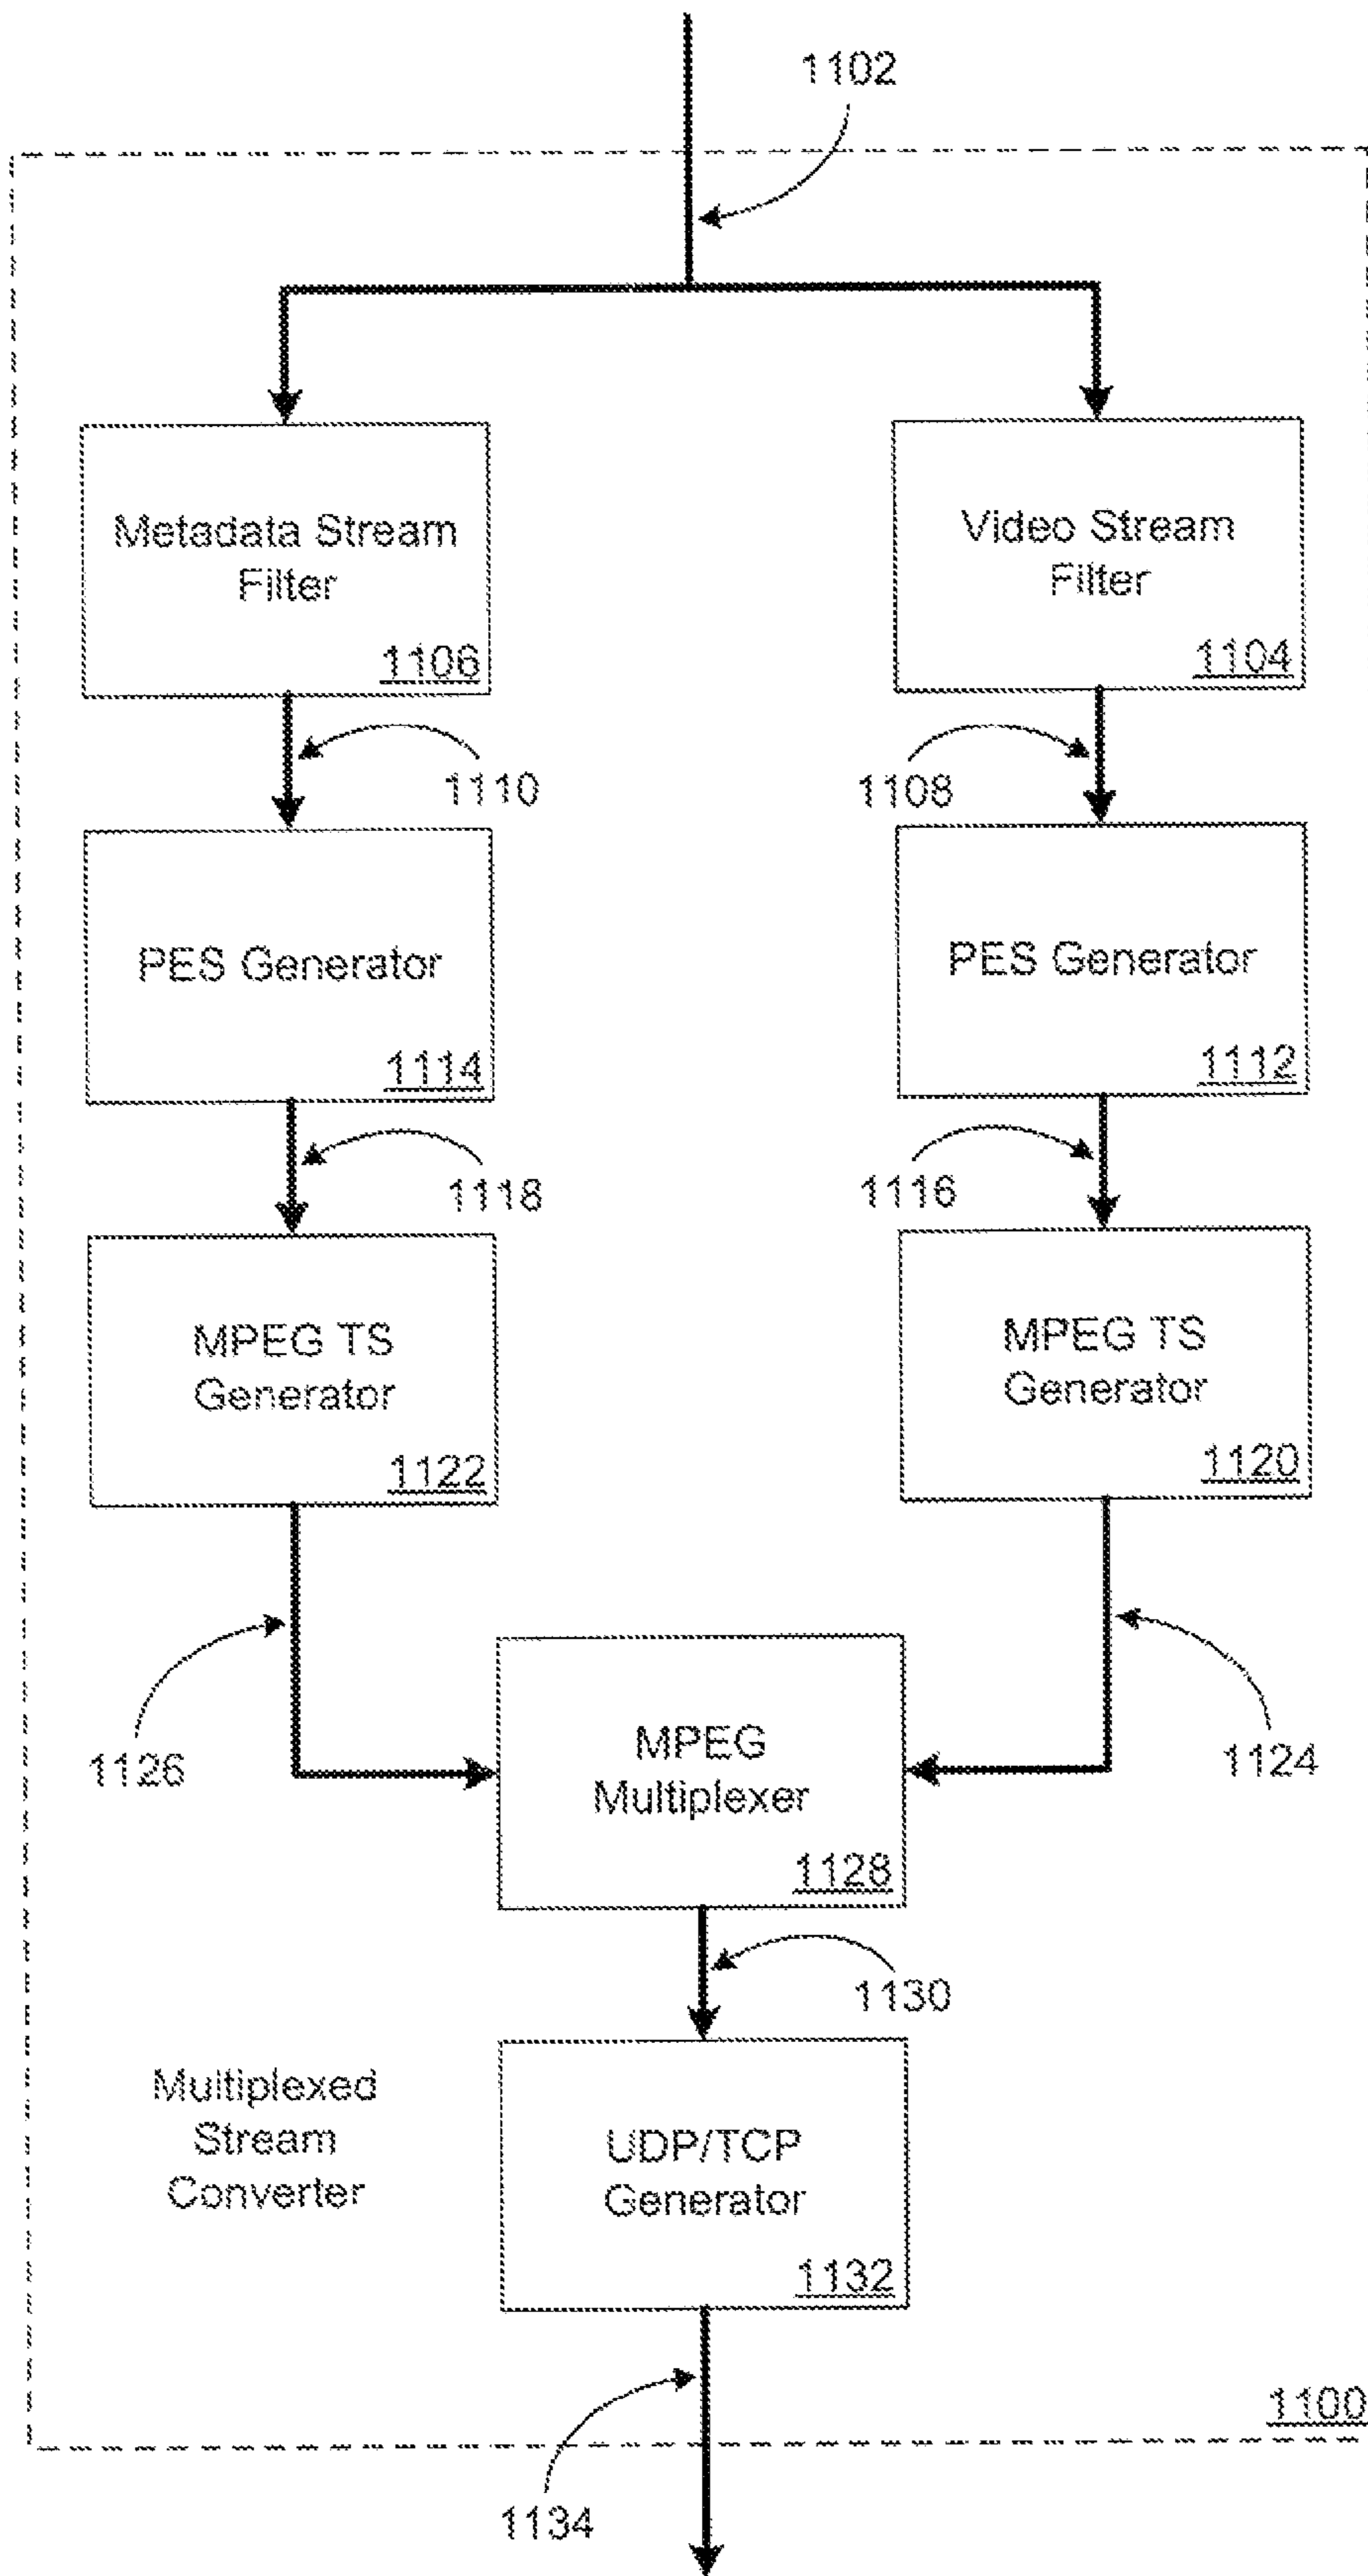 1102
Metadata Stream
Filter
1106
Video Stream
Filter
1104
1110
1108
PES Generator
1114
PES Generator
1112
1118
1116
MPEG TS
Generator
1122
MPEG TS
Generator
1120
1126
MPEG
Multiplexer
1128
1124
1130
Multiplexed
Stream
Converter
UDP/TCP
Generator
1132
1100
1134